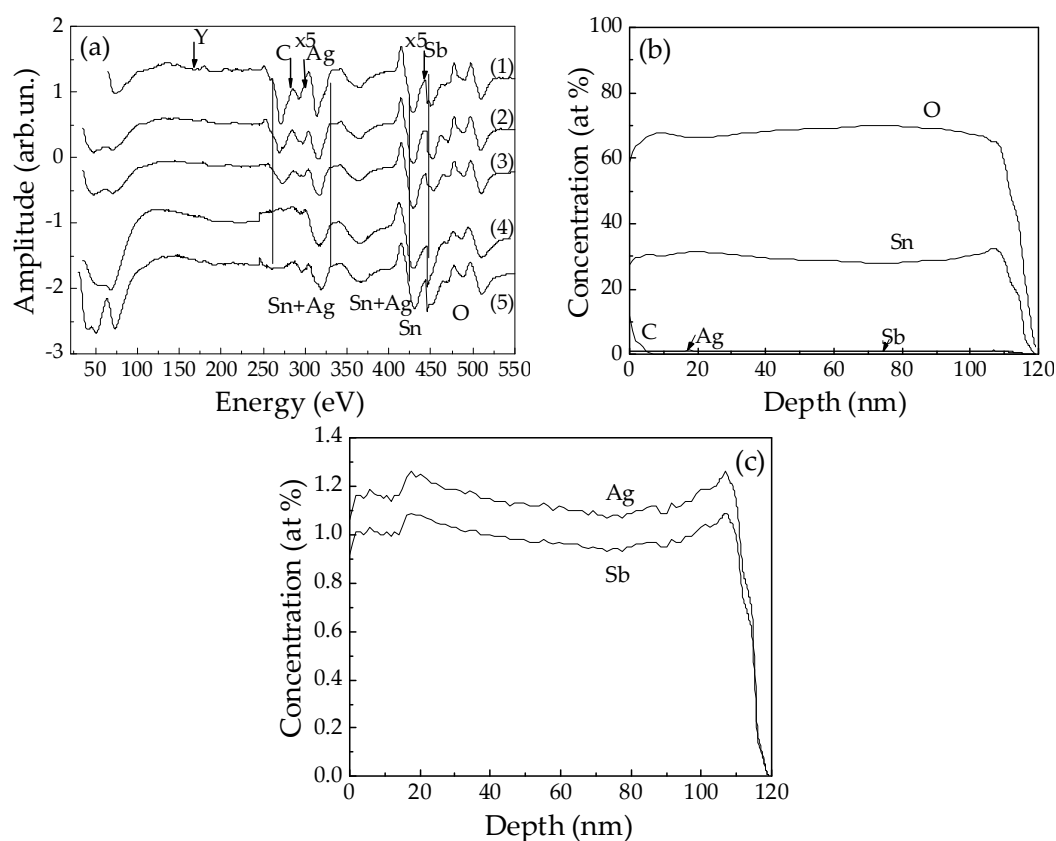 (a)
Y
C
x5
Ag
x5
Sb
(1)
(2)
(3)
(4)
(5)
Sn+Ag
Sn+Ag
Sn
O
2
1
0
-1
-2
-3
Amplitude (arb.un.)
50 100 150 200 250 300 350 400 450 500 550
Energy (eV)
(b)
O
Sn
C
Ag
Sb
100
80
60
40
20
0
Concentration (at %)
0 20 40 60 80 100 120
Depth (nm)
(c)
Ag
Sb
1.4
1.2
1.0
0.8
0.6
0.4
0.2
0.0
Concentration (at %)
0 20 40 60 80 100 120
Depth (nm)